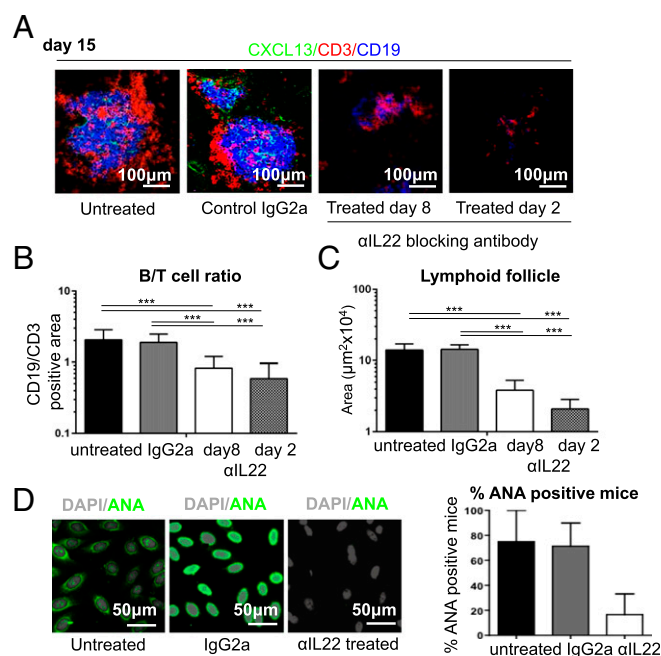 A
day 15
CXCL13/CD3/CD19
100µm
100µm
100µm
100µm
Untreated
Control IgG2a
Treated day 8
Treated day 2
αIL22 blocking antibody
B
B/T cell ratio
CD19/CD3
positive area
10
1
0.1
***
***
***
***
untreated IgG2a day8 day 2
αIL22
C
Lymphoid follicle
Area (µm²x10⁴)
100
10
1
***
***
***
***
untreated IgG2a day8 day 2
αIL22
D
DAPI/ANA
DAPI/ANA
DAPI/ANA
50µm
50µm
50µm
Untreated
IgG2a
αIL22 treated
% ANA positive mice
% ANA positive mice
100
80
60
40
20
0
untreated IgG2a αIL22